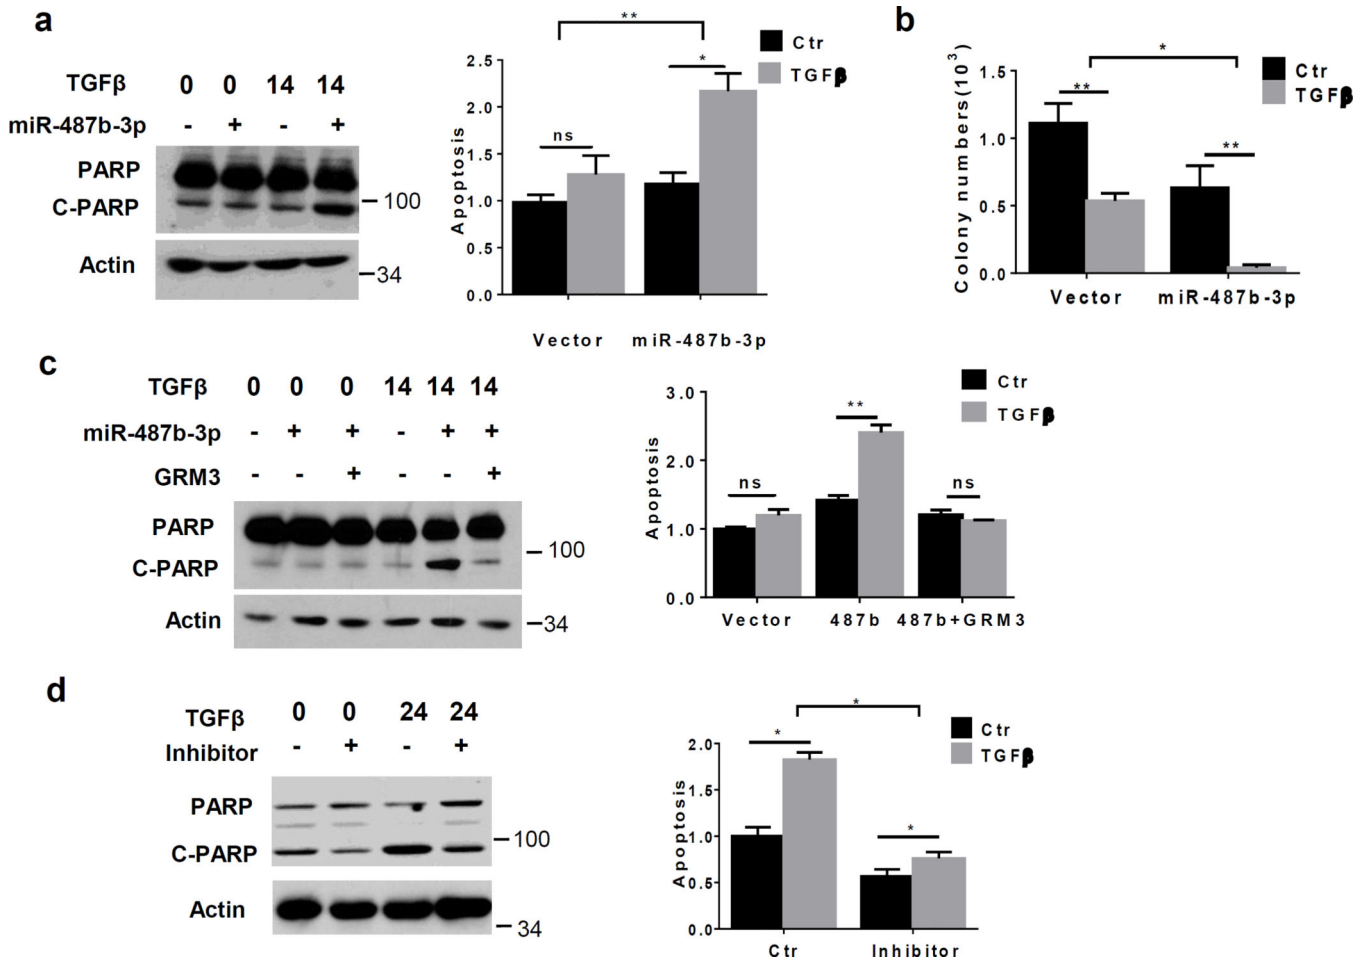 a
TGFβ 0 0 14 14
miR-487b-3p - + - +
PARP
C-PARP
100
Actin
34
**
Ctr
TGFβ
*
ns
2.5
2.0
1.5
1.0
0.5
0.0
Apoptosis
Vector miR-487b-3p
b
*
Ctr
TGFβ
**
**
1.5
1.0
0.5
0.0
Colony numbers(10³)
Vector miR-487b-3p
c
TGFβ 0 0 0 14 14 14
miR-487b-3p - + + - + +
GRM3 - - + - - +
PARP
100
C-PARP
Actin
34
Ctr
TGFβ
ns
**
ns
3.0
2.0
1.0
0.0
Apoptosis
Vector 487b 487b+GRM3
d
TGFβ 0 0 24 24
Inhibitor - + - +
PARP
100
C-PARP
Actin
34
*
Ctr
TGFβ
*
*
2.0
1.5
1.0
0.5
0.0
Apoptosis
Ctr Inhibitor